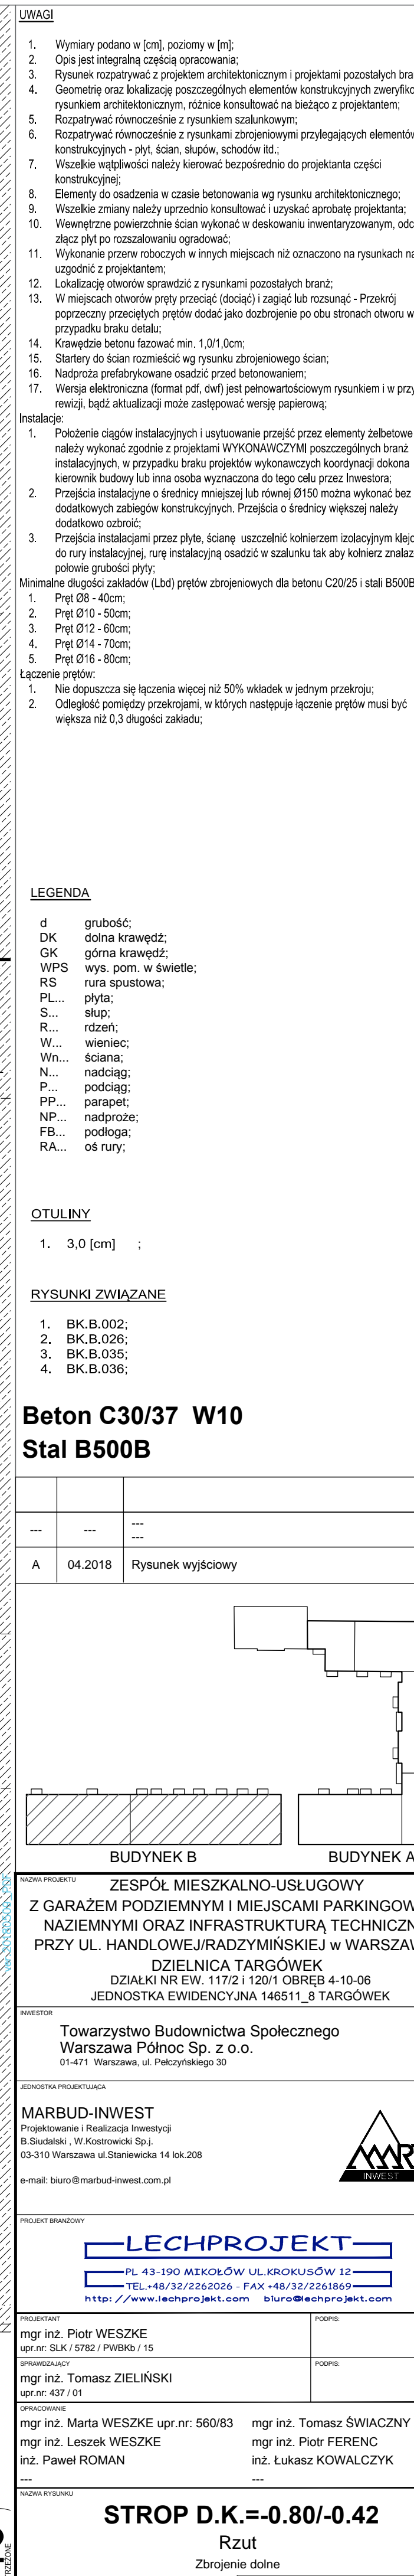 UWAGI
1. Wymiary podano w [cm], poziomy w [m];
2. Opis jest integralną częścią opracowania;
3. Rysunek rozpatrywać z projektem architektonicznym i projektami pozostałych bra
4. Geometrię oraz lokalizację poszczególnych elementów konstrukcyjnych zweryfiko
rysunkiem architektonicznym, różnice konsultować na bieżąco z projektantem;
5. Rozpatrywać równocześnie z rysunkiem szalunkowym;
6. Rozpatrywać równocześnie z rysunkami zbrojeniowymi przylegających elementów
konstrukcyjnych - płyt, ścian, słupów, schodów itd.;
7. Wszelkie wątpliwości należy kierować bezpośrednio do projektanta części
konstrukcyjnej;
8. Elementy do osadzenia w czasie betonowania wg rysunku architektonicznego;
9. Wszelkie zmiany należy uprzednio konsultować i uzyskać aprobatę projektanta;
10. Wewnętrzne powierzchnie ścian wykonać w deskowaniu inwentaryzowanym, odc
złącz płyt po rozszalowaniu ogradować;
11. Wykonanie przerw roboczych w innych miejscach niż oznaczono na rysunkach na
uzgodnić z projektantem;
12. Lokalizację otworów sprawdzić z rysunkami pozostałych branż;
13. W miejscach otworów pręty przeciąć (dociąć) i zagiąć lub rozsunąć - Przekrój
poprzeczny przeciętych prętów dodać jako dozbrojenie po obu stronach otworu w
przypadku braku detalu;
14. Krawędzie betonu fazować min. 1,0/1,0cm;
15. Startery do ścian rozmieścić wg rysunku zbrojeniowego ścian;
16. Nadproża prefabrykowane osadzić przed betonowaniem;
17. Wersja elektroniczna (format pdf, dwf) jest pełnowartościowym rysunkiem i w przy
rewizji, bądź aktualizacji może zastępować wersję papierową;
Instalacje:
1. Położenie ciągów instalacyjnych i usytuowanie przejść przez elementy żelbetowe
należy wykonać zgodnie z projektami WYKONAWCZYMI poszczególnych branż
instalacyjnych, w przypadku braku projektów wykonawczych koordynacji dokona
kierownik budowy lub inna osoba wyznaczona do tego celu przez Inwestora;
2. Przejścia instalacyjne o średnicy mniejszej lub równej Ø150 można wykonać bez
dodatkowych zabiegów konstrukcyjnych. Przejścia o średnicy większej należy
dodatkowo ozbroić;
3. Przejścia instalacjami przez płyte, ścianę uszczelnić kołnierzem izolacyjnym klejo
do rury instalacyjnej, rurę instalacyjną osadzić w szalunku tak aby kołnierz znalaz
połowie grubości płyty;
Minimalne długości zakładów (Lbd) prętów zbrojeniowych dla betonu C20/25 i stali B500B
1. Pręt Ø8 - 40cm;
2. Pręt Ø10 - 50cm;
3. Pręt Ø12 - 60cm;
4. Pręt Ø14 - 70cm;
5. Pręt Ø16 - 80cm;
Łączenie prętów:
1. Nie dopuszcza się łączenia więcej niż 50% wkładek w jednym przekroju;
2. Odległość pomiędzy przekrojami, w których następuje łączenie prętów musi być
większa niż 0,3 długości zakładu;
LEGENDA
d grubość;
DK dolna krawędź;
GK górna krawędź;
WPS wys. pom. w świetle;
RS rura spustowa;
PL... płyta;
S... słup;
R... rdzeń;
W... wieniec;
Wn... ściana;
N... nadciąg;
P... podciąg;
PP... parapet;
NP... nadproże;
FB... podłoga;
RA... oś rury;
OTULINY
1. 3,0 [cm] ;
RYSUNKI ZWIĄZANE
1. BK.B.002;
2. BK.B.026;
3. BK.B.035;
4. BK.B.036;
Beton C30/37 W10
Stal B500B
--- --- ---
---
A 04.2018 Rysunek wyjściowy
BUDYNEK B BUDYNEK A
NAZWA PROJEKTU
ZESPÓŁ MIESZKALNO-USŁUGOWY
Z GARAŻEM PODZIEMNYM I MIEJSCAMI PARKINGOW
NAZIEMNYMI ORAZ INFRASTRUKTURĄ TECHNICZN
PRZY UL. HANDLOWEJ/RADZYMIŃSKIEJ w WARSZAW
DZIELNICA TARGÓWEK
DZIAŁKI NR EW. 117/2 i 120/1 OBRĘB 4-10-06
JEDNOSTKA EWIDENCYJNA 146511_8 TARGÓWEK
INWESTOR
Towarzystwo Budownictwa Społecznego
Warszawa Północ Sp. z o.o.
01-471 Warszawa, ul. Pełczyńskiego 30
JEDNOSTKA PROJEKTUJĄCA
MARBUD-INWEST
Projektowanie i Realizacja Inwestycji
B.Siudalski , W.Kostrowicki Sp.j.
03-310 Warszawa ul.Staniewicka 14 lok.208
e-mail: biuro@marbud-inwest.com.pl
MAR
INWEST
PROJEKT BRANŻOWY
LECHPROJEKT
PL 43-190 MIKOŁÓW UL.KROKUSÓW 12
TEL.+48/32/2262026 - FAX +48/32/2261869
http: //www.lechprojekt.com biuro@lechprojekt.com
PROJEKTANT PODPIS:
mgr inż. Piotr WESZKE
upr.nr: SLK / 5782 / PWBKb / 15
SPRAWDZAJĄCY PODPIS:
mgr inż. Tomasz ZIELIŃSKI
upr.nr: 437 / 01
OPRACOWANIE
mgr inż. Marta WESZKE upr.nr: 560/83 mgr inż. Tomasz ŚWIACZNY
mgr inż. Leszek WESZKE mgr inż. Piotr FERENC
inż. Paweł ROMAN inż. Łukasz KOWALCZYK
--- ---
NAZWA RYSUNKU
STROP D.K.=-0.80/-0.42
Rzut
Zbrojenie dolne